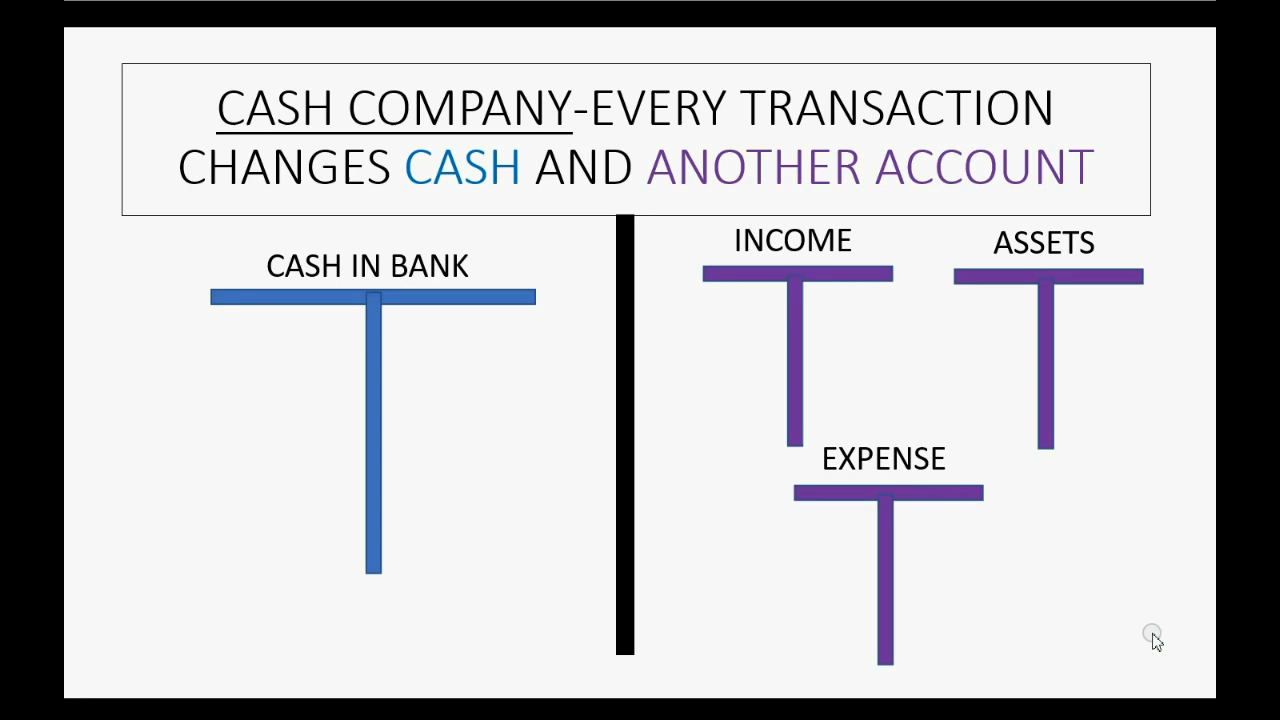 CASH COMPANY-EVERY TRANSACTION
CHANGES CASH AND ANOTHER ACCOUNT
CASH IN BANK
INCOME
ASSETS
EXPENSE